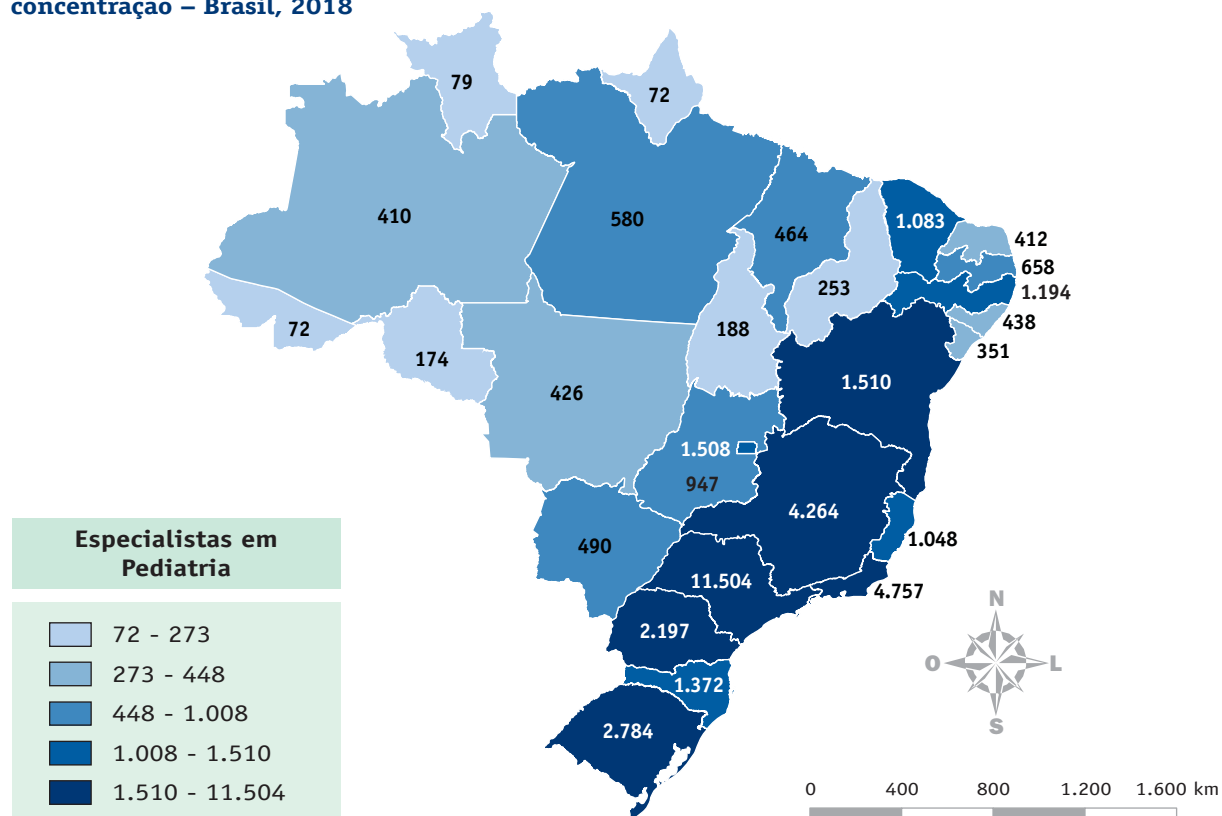 concentração – Brasil, 2018
79
72
410
580
464
1.083
412
658
1.194
438
351
253
72
174
188
426
1.510
1.508
947
4.264
490
1.048
11.504
4.757
2.197
1.372
2.784
Especialistas em
Pediatria
72 - 273
273 - 448
448 - 1.008
1.008 - 1.510
1.510 - 11.504
N
O
L
S
0 400 800 1.200 1.600 km